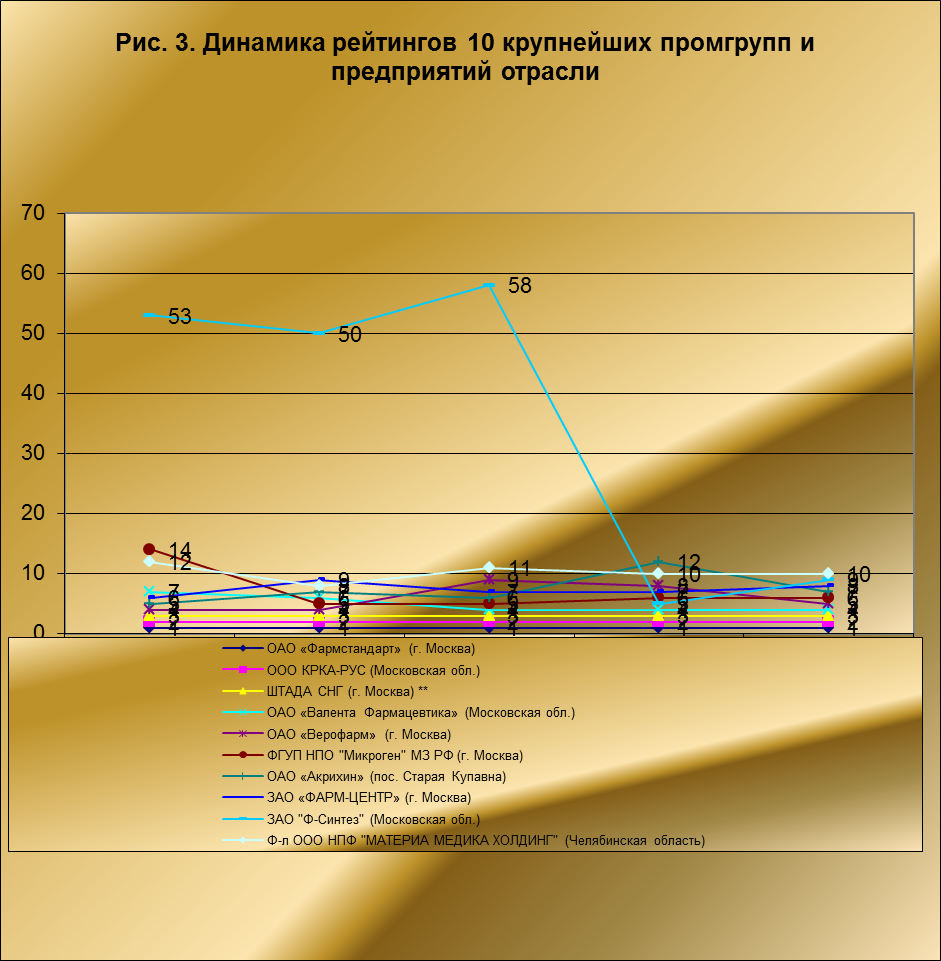 Рис. 3. Динамика рейтингов 10 крупнейших промгрупп и
предприятий отрасли
70
60
50
40
30
20
10
0
53
50
58
14
12
9
11
12
10
10
ОАО «Фармстандарт» (г. Москва)
ООО КРКА-РУС (Московская обл.)
ШТАДА СНГ (г. Москва) **
ОАО «Валента Фармацевтика» (Московская обл.)
ОАО «Верофарм» (г. Москва)
ФГУП НПО "Микроген" МЗ РФ (г. Москва)
ОАО «Акрихин» (пос. Старая Купавна)
ЗАО «ФАРМ-ЦЕНТР» (г. Москва)
ЗАО "Ф-Синтез" (Московская обл.)
Ф-л ООО НПФ "МАТЕРИА МЕДИКА ХОЛДИНГ" (Челябинская область)